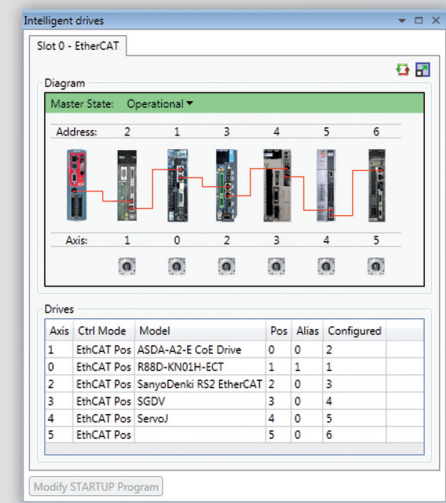 Intelligent drives
Slot 0 - EtherCAT
Diagram
Master State: Operational
Address: 2 1 3 4 5 6
Axis: 1 0 2 3 4 5
Drives
Axis Ctrl Mode Model Pos Alias Configured
1 EthCAT Pos ASDA-A2-E CoE Drive 0 0 2
0 EthCAT Pos R88D-KN01H-ECT 1 1 1
2 EthCAT Pos SanyoDenki RS2 EtherCAT 2 0 3
3 EthCAT Pos SGDV 3 0 4
4 EthCAT Pos ServoJ 4 0 5
5 EthCAT Pos 5 0 6
Modify STARTUP Program